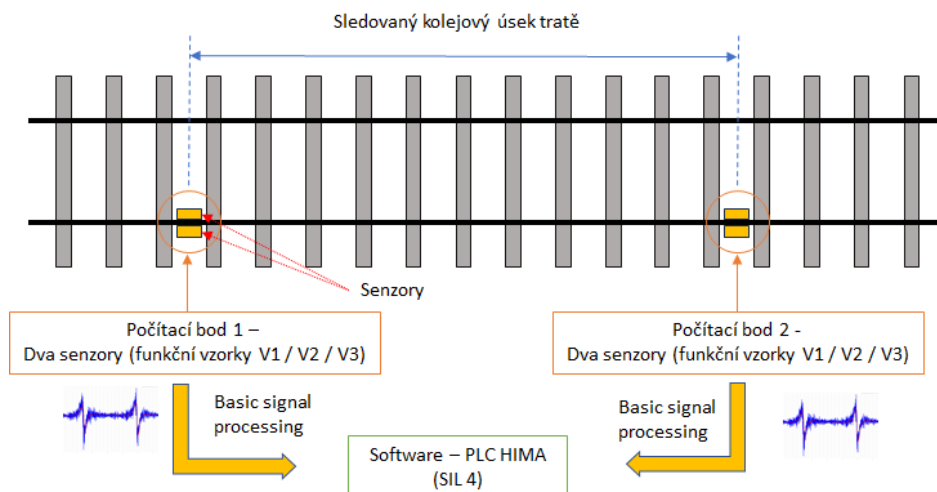 Sledovaný kolejový úsek tratě
Senzory
Počítací bod 1 –
Dva senzory (funkční vzorky V1 / V2 / V3)
Počítací bod 2 -
Dva senzory (funkční vzorky V1 / V2 / V3)
Basic signal
processing
Basic signal
processing
Software – PLC HIMA
(SIL 4)